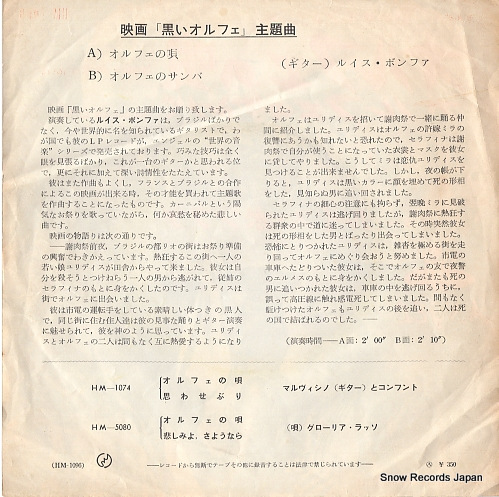 映画「黒いオルフェ」主題曲
A) オルフェの唄
B) オルフェのサンバ
(ギター) ルイス・ボンファ
映画『黒いオルフェ』の主題曲をお贈り致します。
演奏しているルイス・ボンファは、ブラジルばかりで
なく、今や世界的に名を知られているギタリストで、わ
が国でも彼のLPレコードが、エンジェルの“世界の音
楽”シリーズで発売されております。巧みな技巧は全く
眼を見張るばかり、これが一台のギターかと思われる位
で、更にそれに加えて深い詩情をたたえています。
彼はまた作曲もよくし、フランスとブラジルとの合作
によるこの映画が出来る時、その才能を買われて主題歌
を作曲することになったものです。カーニバルという陽
気なお祭りを歌っていながら、何か哀愁を秘めた悲しい
曲です。
映画の物語りは次の通りです。
――謝肉祭前夜、ブラジルの都リオの街はお祭り準備
の興奮でわきかえっています。熱狂するこの街へ一人の
若い娘ユリディスが田舎からやって来ました。彼女は自
分を殺そうとつけねらう一人の男から逃がれて、従姉の
セラフィナのもとに身をかくしたのです。ユリディスは
街でオルフェに出会いました。
彼は市電の運転手をしている素晴しい体つきの黒人
で、同じ街に住む住人達は彼の見事な踊りとギター演奏
に魅せられて、彼を神のように思っています。ユリディ
スとオルフェの二人は間もなく互に熱愛するようになり
ました。
オルフェはユリディスを招いて謝肉祭で一緒に踊る仲
間に紹介しました。ユリディスはオルフェの許嫁ミラの
復讐にあうかも知れないと恐れたので、セラフィナは謝
肉祭で自分が使うことになっていた衣裳とマスクを彼女
に貸してやりました。こうしてミラは恋仇ユリディスを
見つけることが出来ませんでした。しかし、夜の帳が下
りると、ユリディスは黒いカラーに顔を埋めて死の形相
をした、見知らぬ男に追い回されました。
セラフィナの親心の注意にも拘らず、翌晩ミラに見破
られたユリディスは逃げ回りましたが、謝肉祭に熱狂す
る群衆の中で道に迷ってしまいました。その時突然彼女
は死の形相をした男とばったり出会ってしまいました。
恐怖にとりつかれたユリディスは、雑沓を極める街を走
り回ってオルフェにめぐり会おうと努めました。市電の
車庫へたどりついた彼女は、そこでオルフェの友で夜警
のエルメスのもとに身をかくしました。だがまたも死の
男に追いつかれた彼女は、車庫の中を逃げ回るうちに、
誤って高圧線に触れ感電死してしまいました。間もなく
駆けつけたオルフェもユリディスの後を追い、二人は死
の国で結ばれるのでした。――
(演奏時間――A面：2′00″ B面：2′10″)
HM―1074 オルフェの唄
思わせぶり
マルヴィシノ(ギター)とコンフント
HM―5080 オルフェの唄
悲しみよ、さようなら
(唄) グローリア・ラッソ
(HM-1096)
――レコードから無断でテープその他に録音することは法律で禁じられています――
Ⓐ ￥350
Snow Records Japan